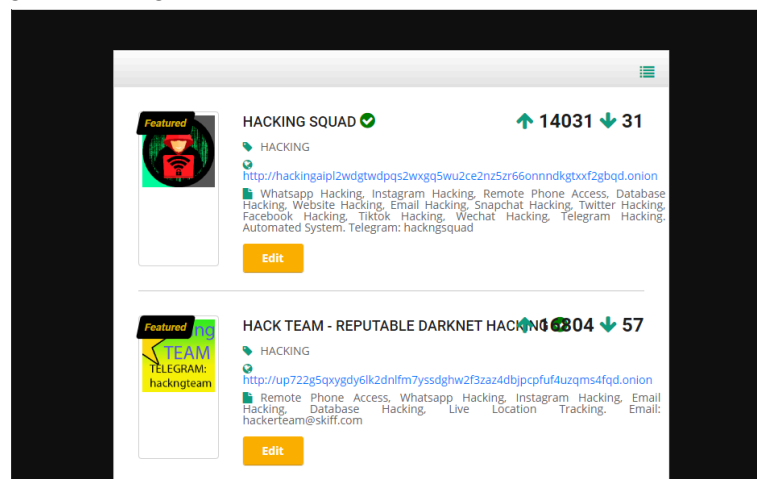 Featured
HACKING SQUAD
14031 31
HACKING
http://hackingaipl2wdgtwdpqs2wxgq5wu2ce2nz5zr66onnndkgtxxf2gbqd.onion
Whatsapp Hacking, Instagram Hacking, Remote Phone Access, Database
Hacking, Website Hacking, Email Hacking, Snapchat Hacking, Twitter Hacking,
Facebook Hacking, Tiktok Hacking, Wechat Hacking, Telegram Hacking.
Automated System. Telegram: hackngsquad
Edit
Featured
ng
TEAM
TELEGRAM:
hackngteam
HACK TEAM - REPUTABLE DARKNET HACKING
16804 57
HACKING
http://up722g5qxygdy6lk2dnlfm7yssdghw2f3zaz4dbjpcpfuf4uzqms4fqd.onion
Remote Phone Access, Whatsapp Hacking, Instagram Hacking, Email
Hacking, Database Hacking, Live Location Tracking. Email:
hackerteam@skiff.com
Edit